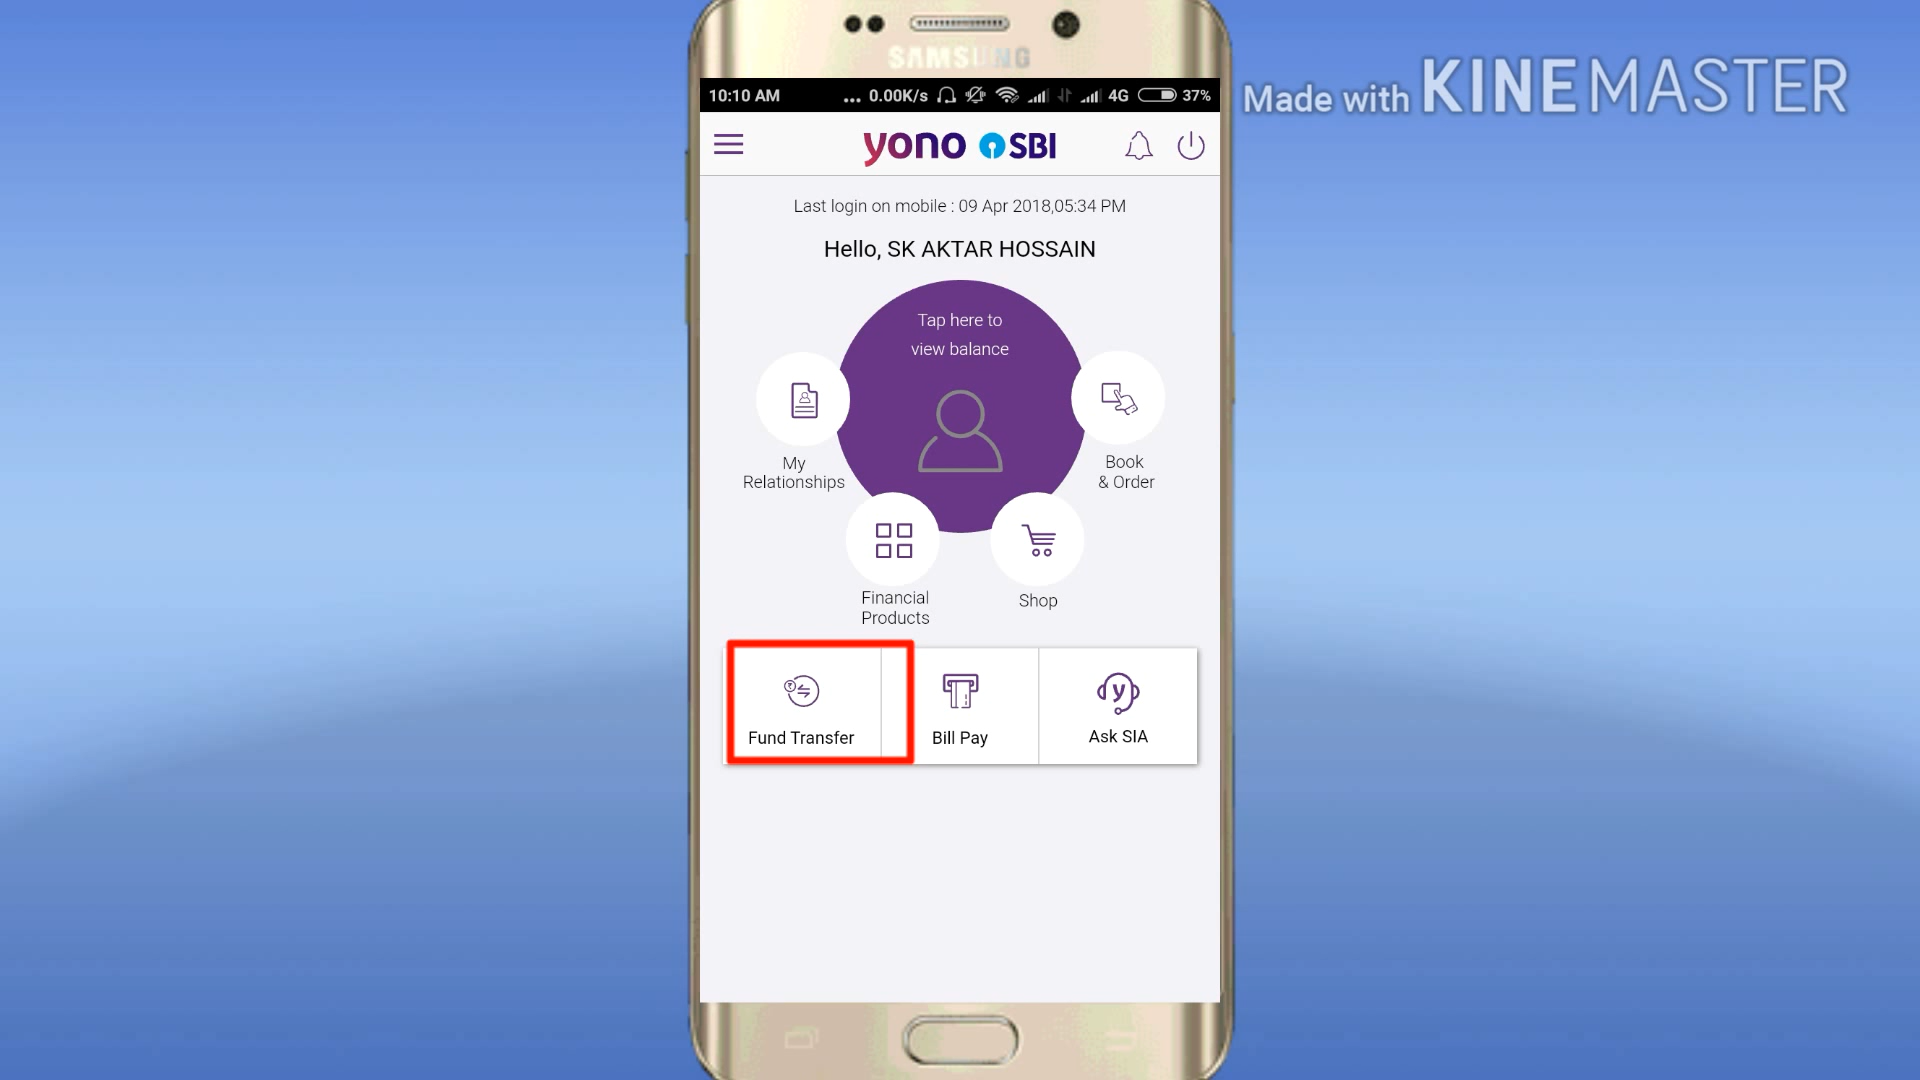 SAMSUNG
Made with KINEMASTER
10:10 AM ... 0.00K/s 4G 37%
yono SBI
Last login on mobile : 09 Apr 2018,05:34 PM
Hello, SK AKTAR HOSSAIN
Tap here to
view balance
My
Relationships
Book
& Order
Financial
Products
Shop
Fund Transfer
Bill Pay
Ask SIA